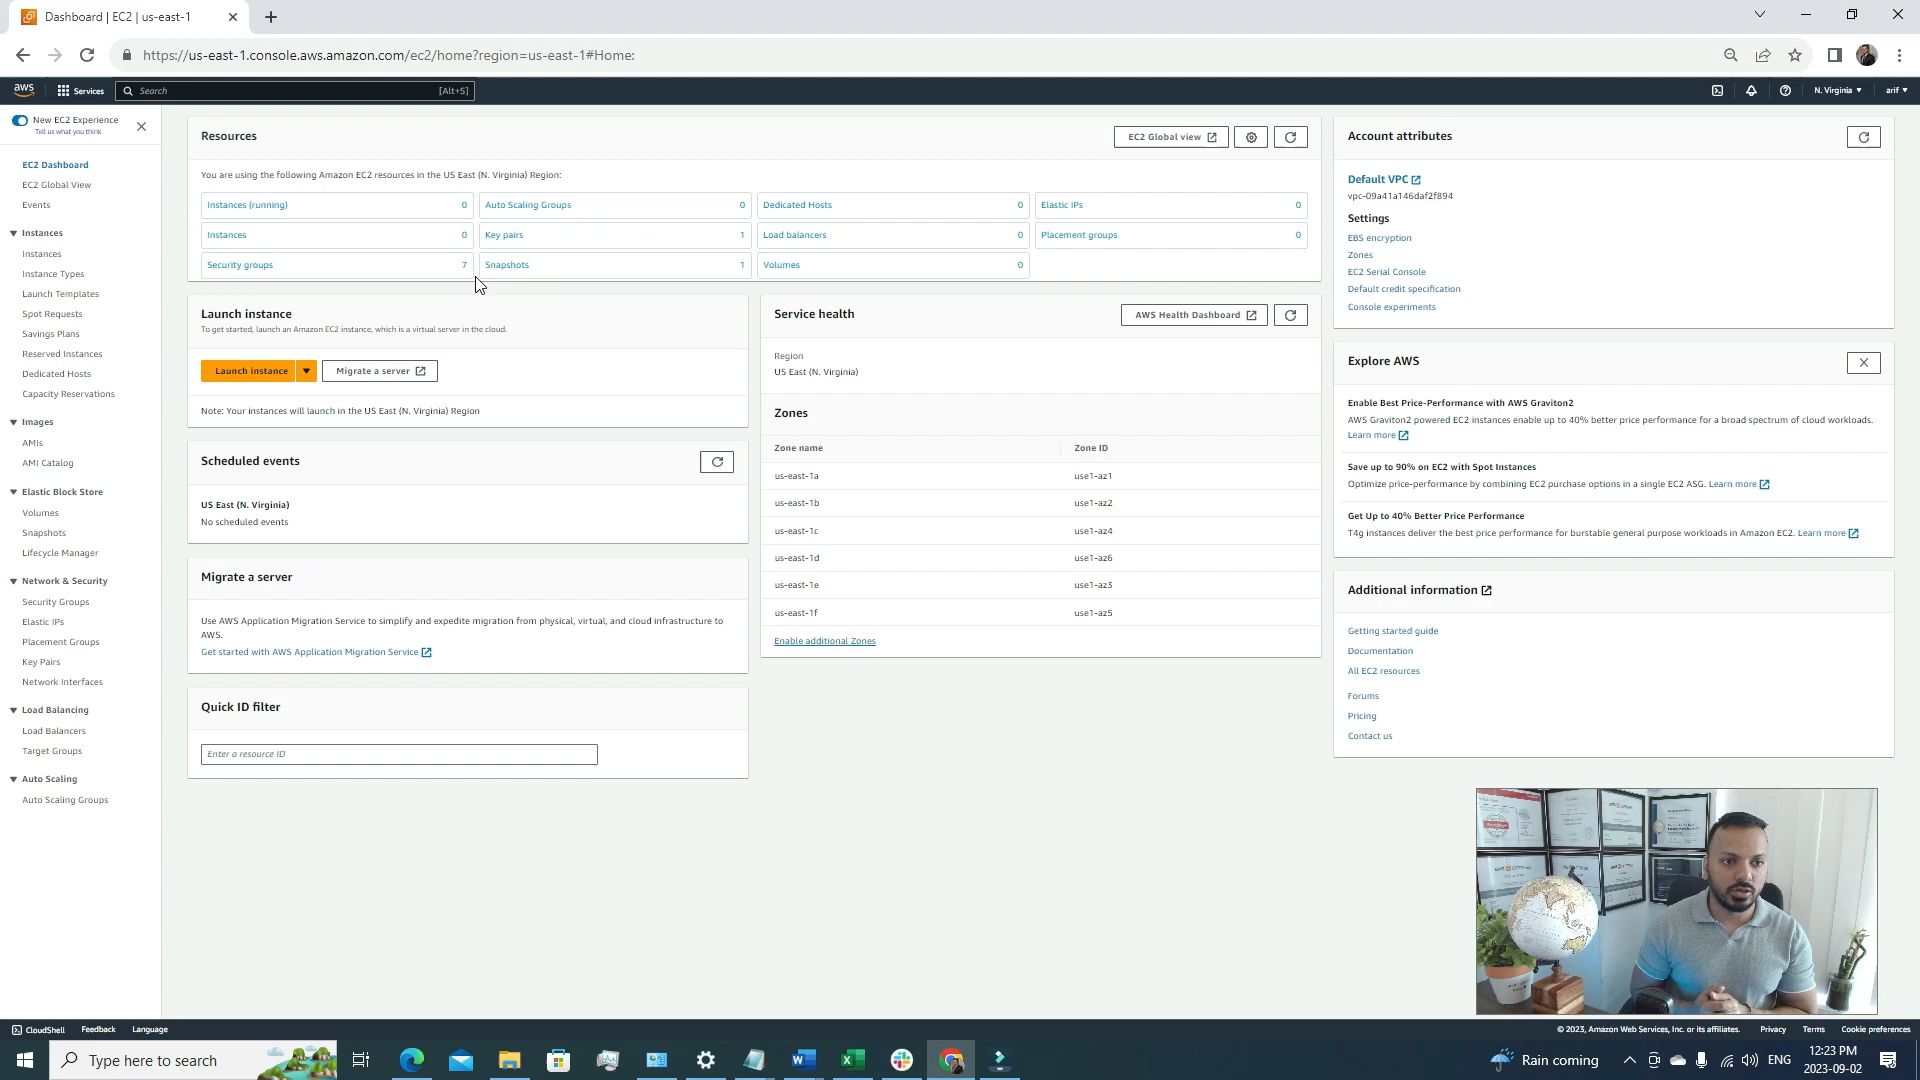 Dashboard | EC2 | us-east-1
https://us-east-1.console.aws.amazon.com/ec2/home?region=us-east-1#Home:
aws
Services
Search
[Alt+S]
N. Virginia
arif
New EC2 Experience
Tell us what you think
EC2 Dashboard
EC2 Global View
Events
Instances
Instances
Instance Types
Launch Templates
Spot Requests
Savings Plans
Reserved Instances
Dedicated Hosts
Capacity Reservations
Images
AMIs
AMI Catalog
Elastic Block Store
Volumes
Snapshots
Lifecycle Manager
Network & Security
Security Groups
Elastic IPs
Placement Groups
Key Pairs
Network Interfaces
Load Balancing
Load Balancers
Target Groups
Auto Scaling
Auto Scaling Groups
Resources
EC2 Global view
You are using the following Amazon EC2 resources in the US East (N. Virginia) Region:
Instances (running) 0
Auto Scaling Groups 0
Dedicated Hosts 0
Elastic IPs 0
Instances 0
Key pairs 1
Load balancers 0
Placement groups 0
Security groups 7
Snapshots 1
Volumes 0
Launch instance
To get started, launch an Amazon EC2 instance, which is a virtual server in the cloud.
Launch instance
Migrate a server
Note: Your instances will launch in the US East (N. Virginia) Region
Scheduled events
US East (N. Virginia)
No scheduled events
Migrate a server
Use AWS Application Migration Service to simplify and expedite migration from physical, virtual, and cloud infrastructure to
AWS.
Get started with AWS Application Migration Service
Quick ID filter
Enter a resource ID
Service health
AWS Health Dashboard
Region
US East (N. Virginia)
Zones
Zone name Zone ID
us-east-1a use1-az1
us-east-1b use1-az2
us-east-1c use1-az4
us-east-1d use1-az6
us-east-1e use1-az3
us-east-1f use1-az5
Enable additional Zones
Account attributes
Default VPC
vpc-09a41a146daf2f894
Settings
EBS encryption
Zones
EC2 Serial Console
Default credit specification
Console experiments
Explore AWS
Enable Best Price-Performance with AWS Graviton2
AWS Graviton2 powered EC2 instances enable up to 40% better price performance for a broad spectrum of cloud workloads.
Learn more
Save up to 90% on EC2 with Spot Instances
Optimize price-performance by combining EC2 purchase options in a single EC2 ASG. Learn more
Get Up to 40% Better Price Performance
T4g instances deliver the best price performance for burstable general purpose workloads in Amazon EC2. Learn more
Additional information
Getting started guide
Documentation
All EC2 resources
Forums
Pricing
Contact us
CloudShell
Feedback
Language
© 2023, Amazon Web Services, Inc. or its affiliates.
Privacy
Terms
Cookie preferences
Type here to search
Rain coming
ENG
12:23 PM
2023-09-02